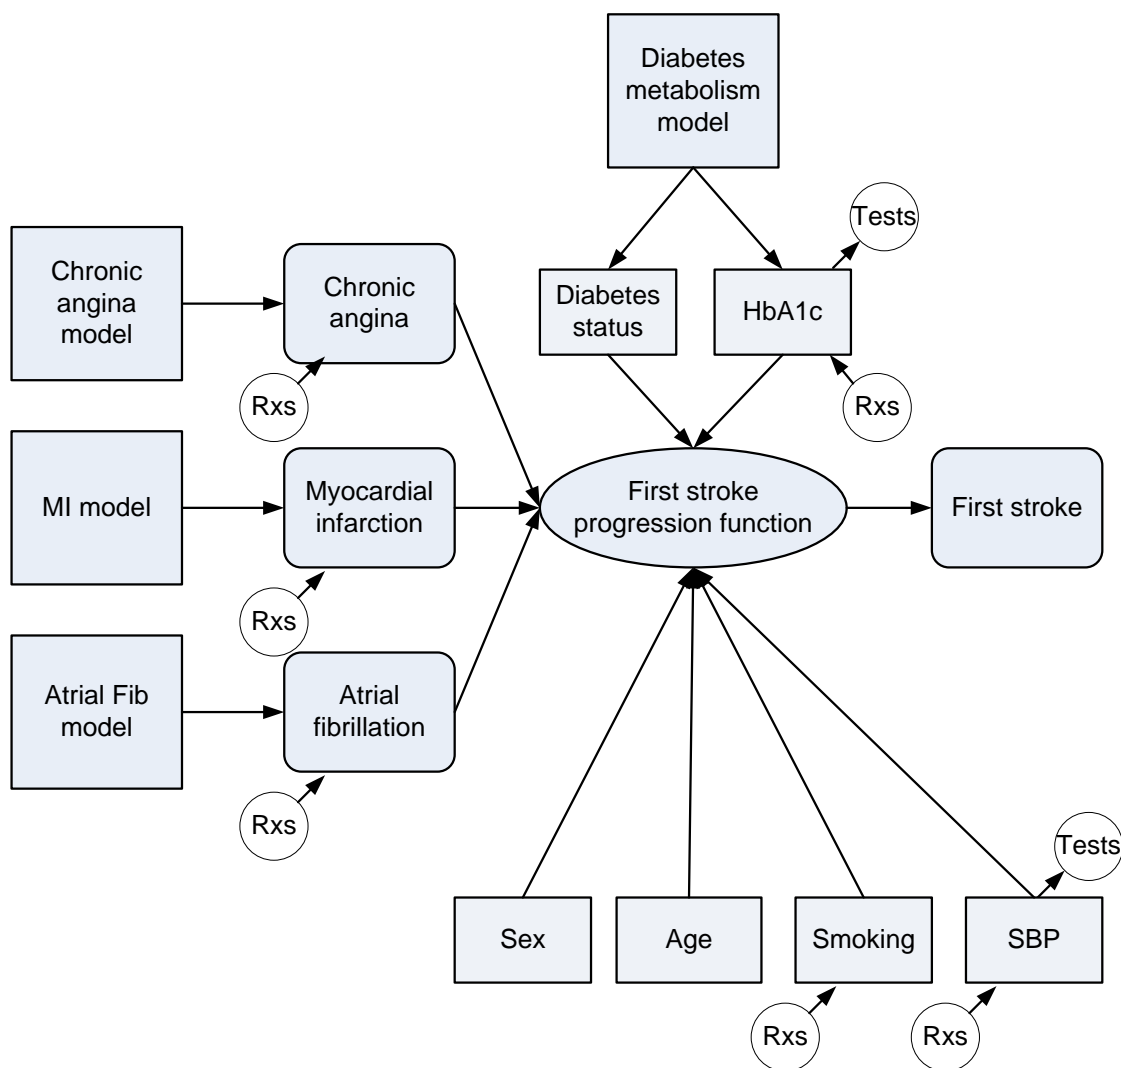 Diabetes
metabolism
model
Tests
Chronic
angina
model
Chronic
angina
Diabetes
status
HbA1c
Rxs
Rxs
MI model
Myocardial
infarction
First stroke
progression function
First stroke
Rxs
Atrial Fib
model
Atrial
fibrillation
Rxs
Tests
Sex
Age
Smoking
SBP
Rxs
Rxs